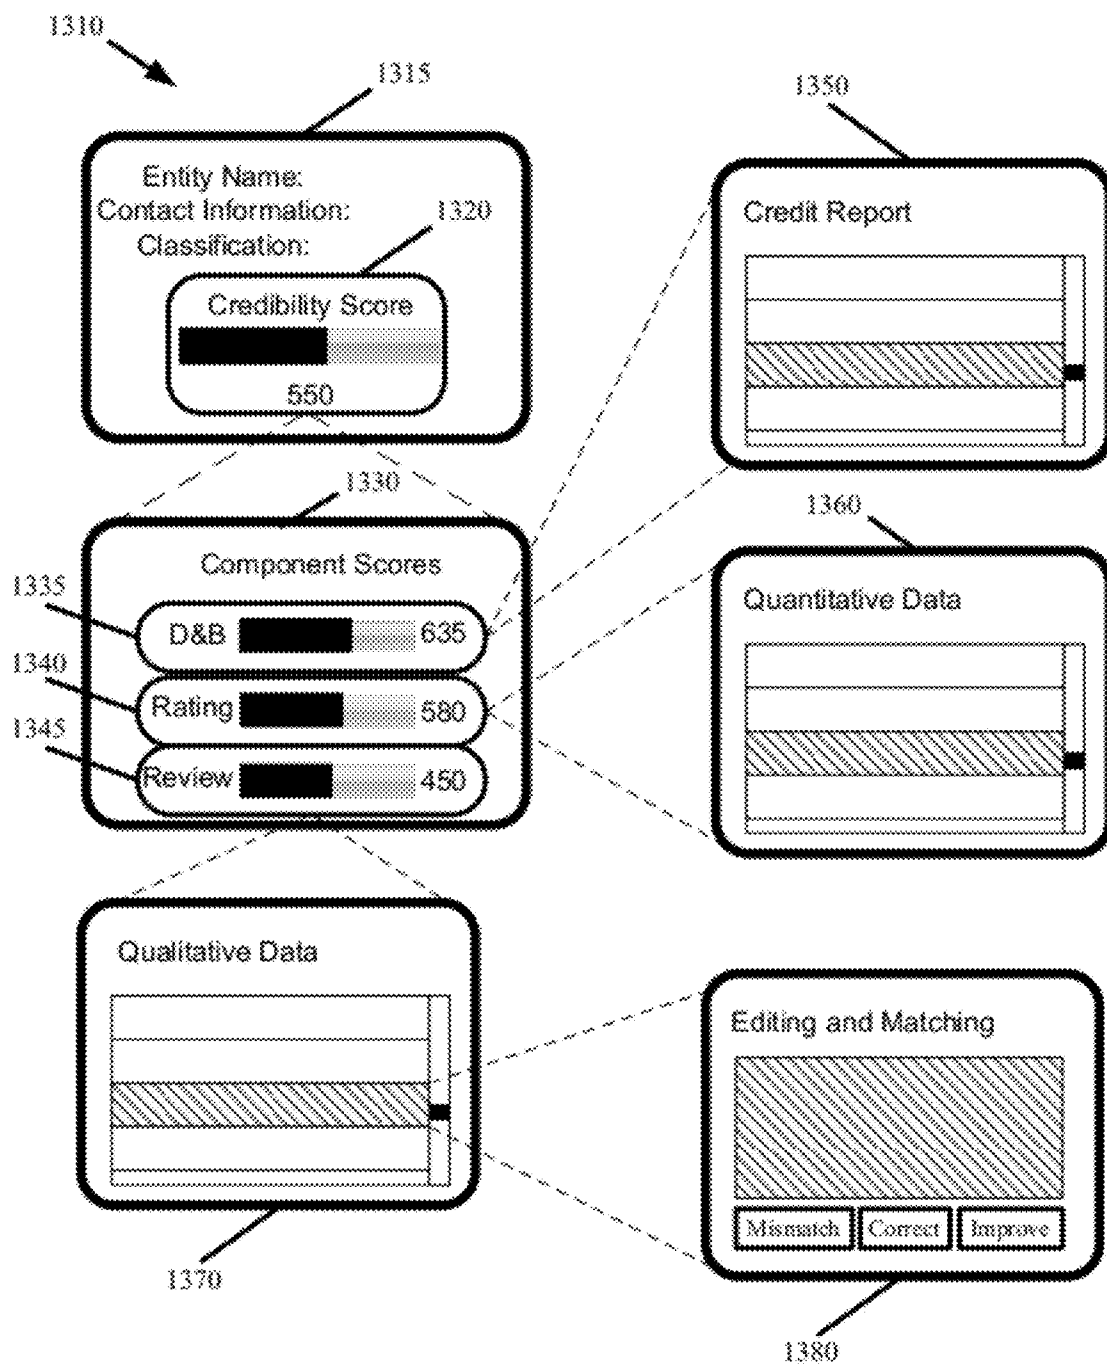 1310
1315
Entity Name:
Contact Information:
Classification:
1320
Credibility Score
550
1330
Component Scores
1335
D&B 635
1340
Rating 580
1345
Review 450
1350
Credit Report
1360
Quantitative Data
Qualitative Data
1370
Editing and Matching
Mismatch Correct Improve
1380